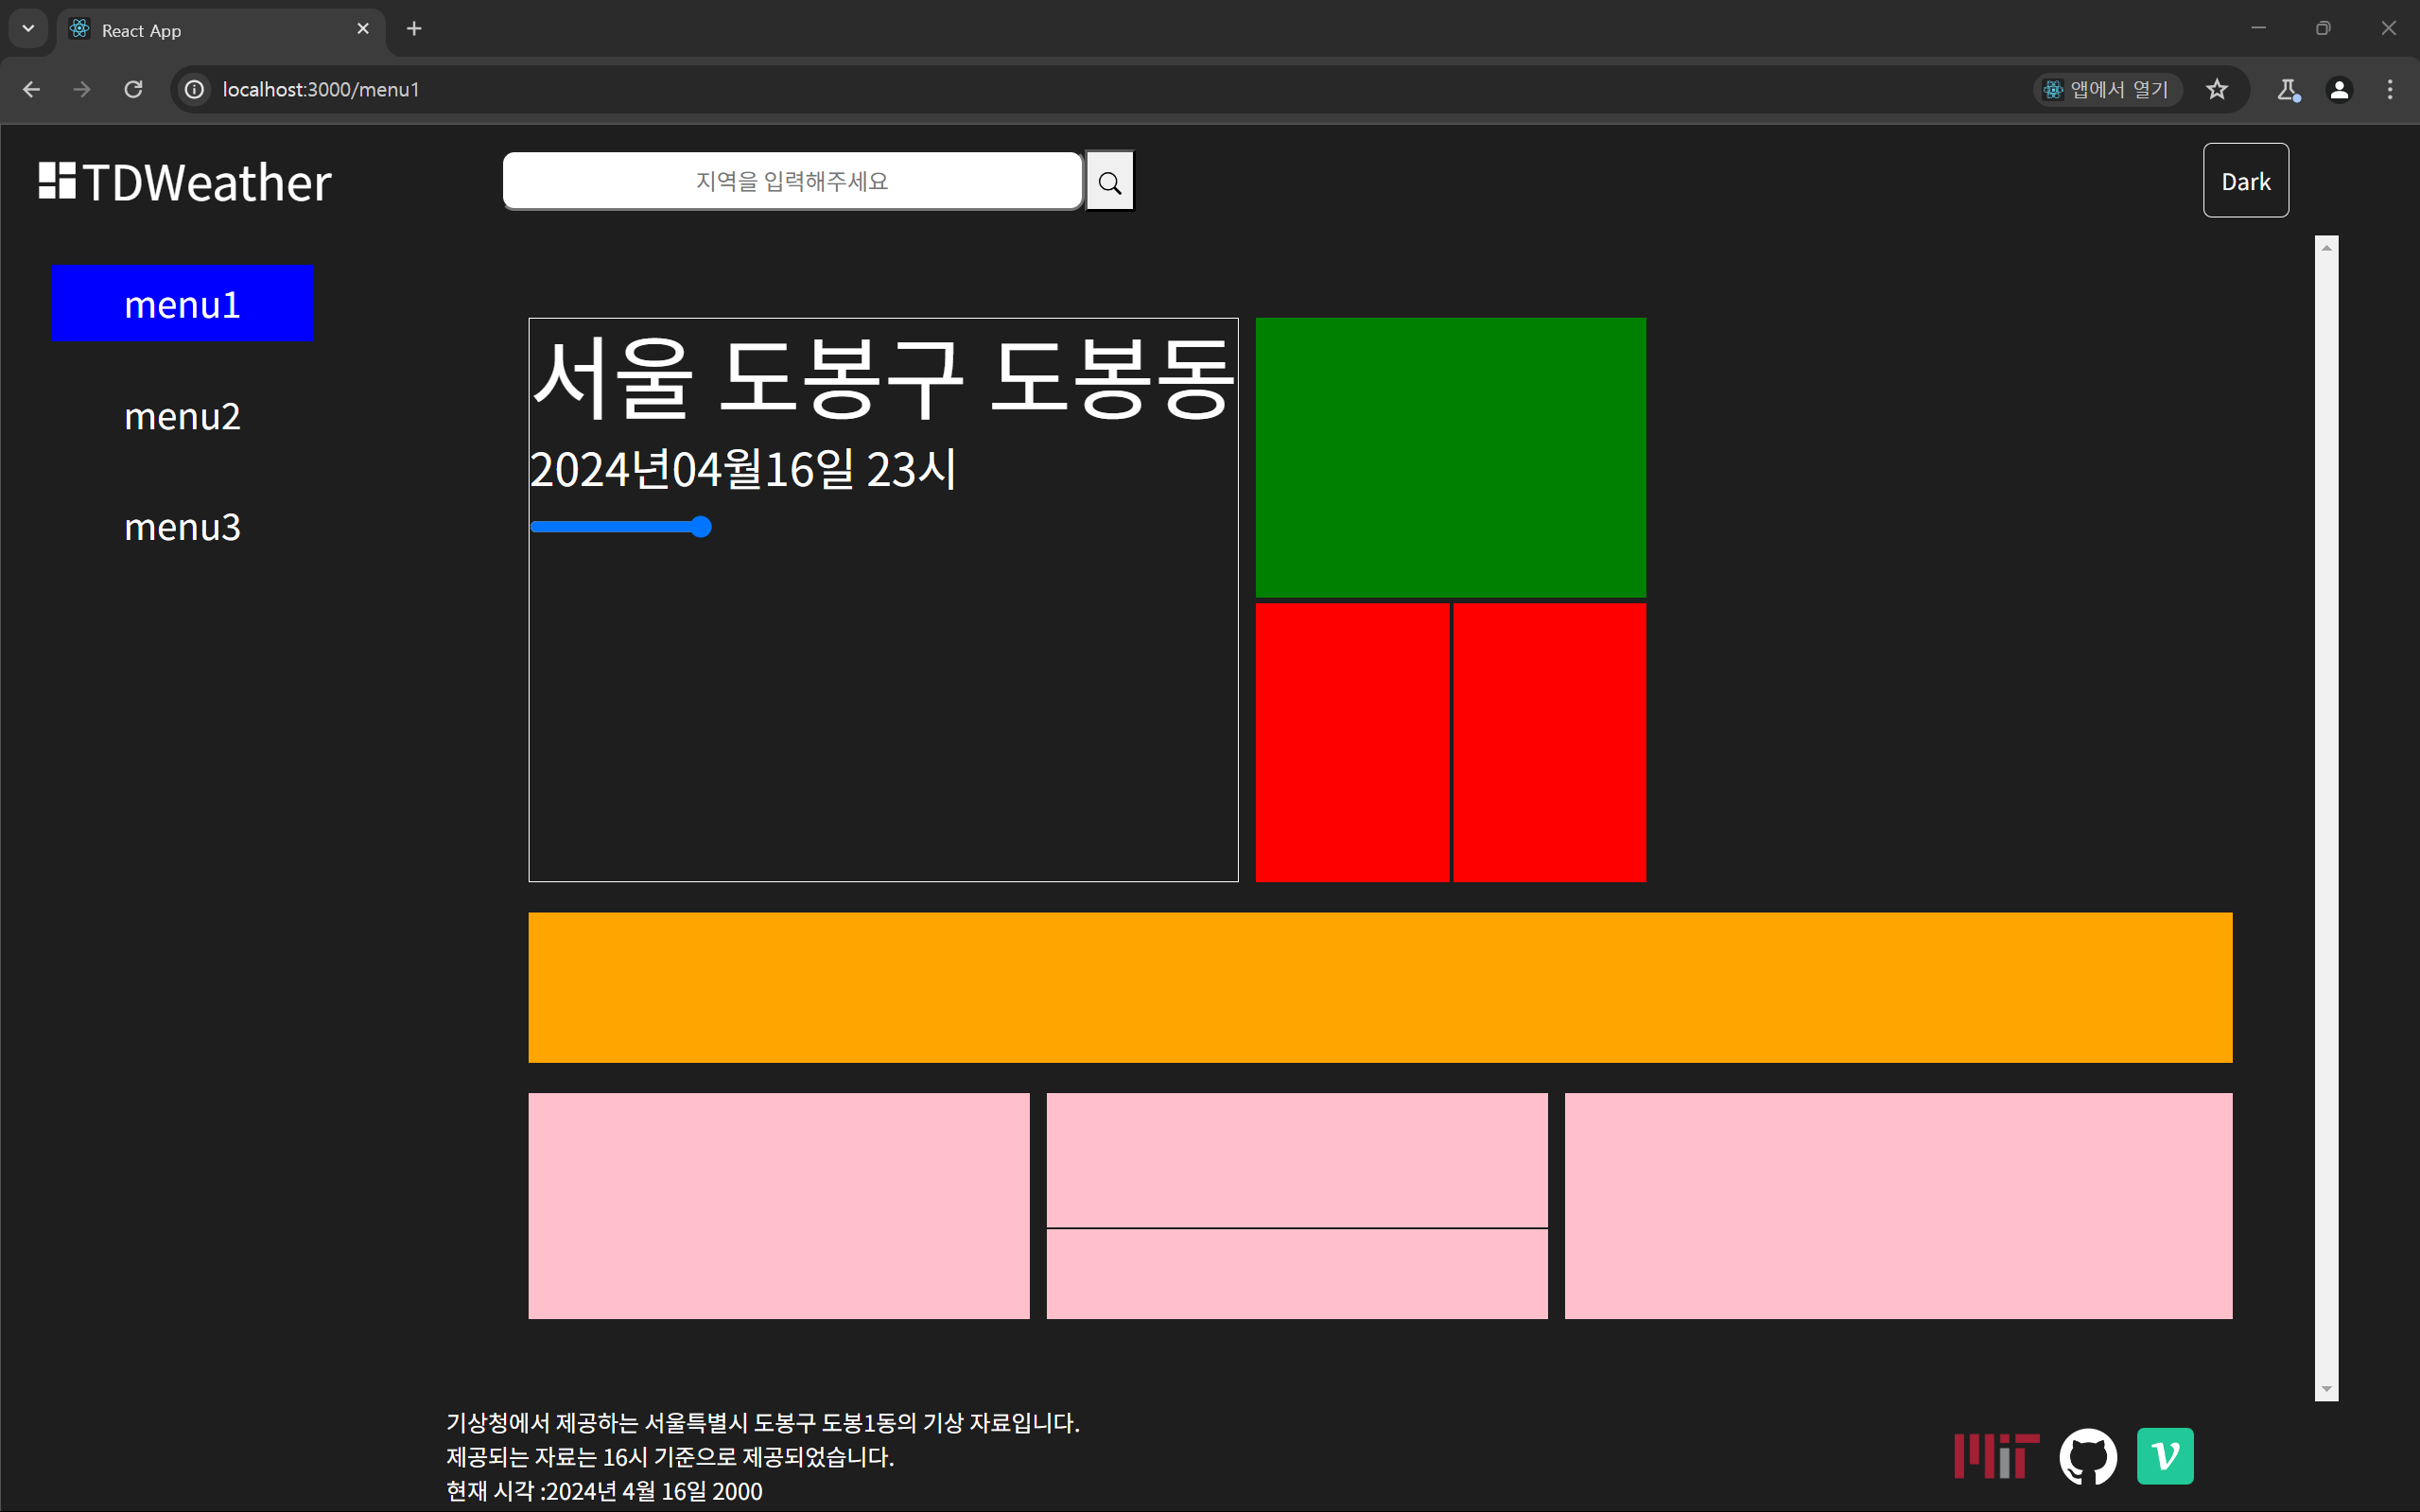 React App
localhost:3000/menu1
앱에서 열기
TDWeather
지역을 입력해주세요
Dark
menu1
menu2
menu3
서울 도봉구 도봉동
2024년04월16일 23시
기상청에서 제공하는 서울특별시 도봉구 도봉1동의 기상 자료입니다.
제공되는 자료는 16시 기준으로 제공되었습니다.
현재 시각 :2024년 4월 16일 2000
MIT
v